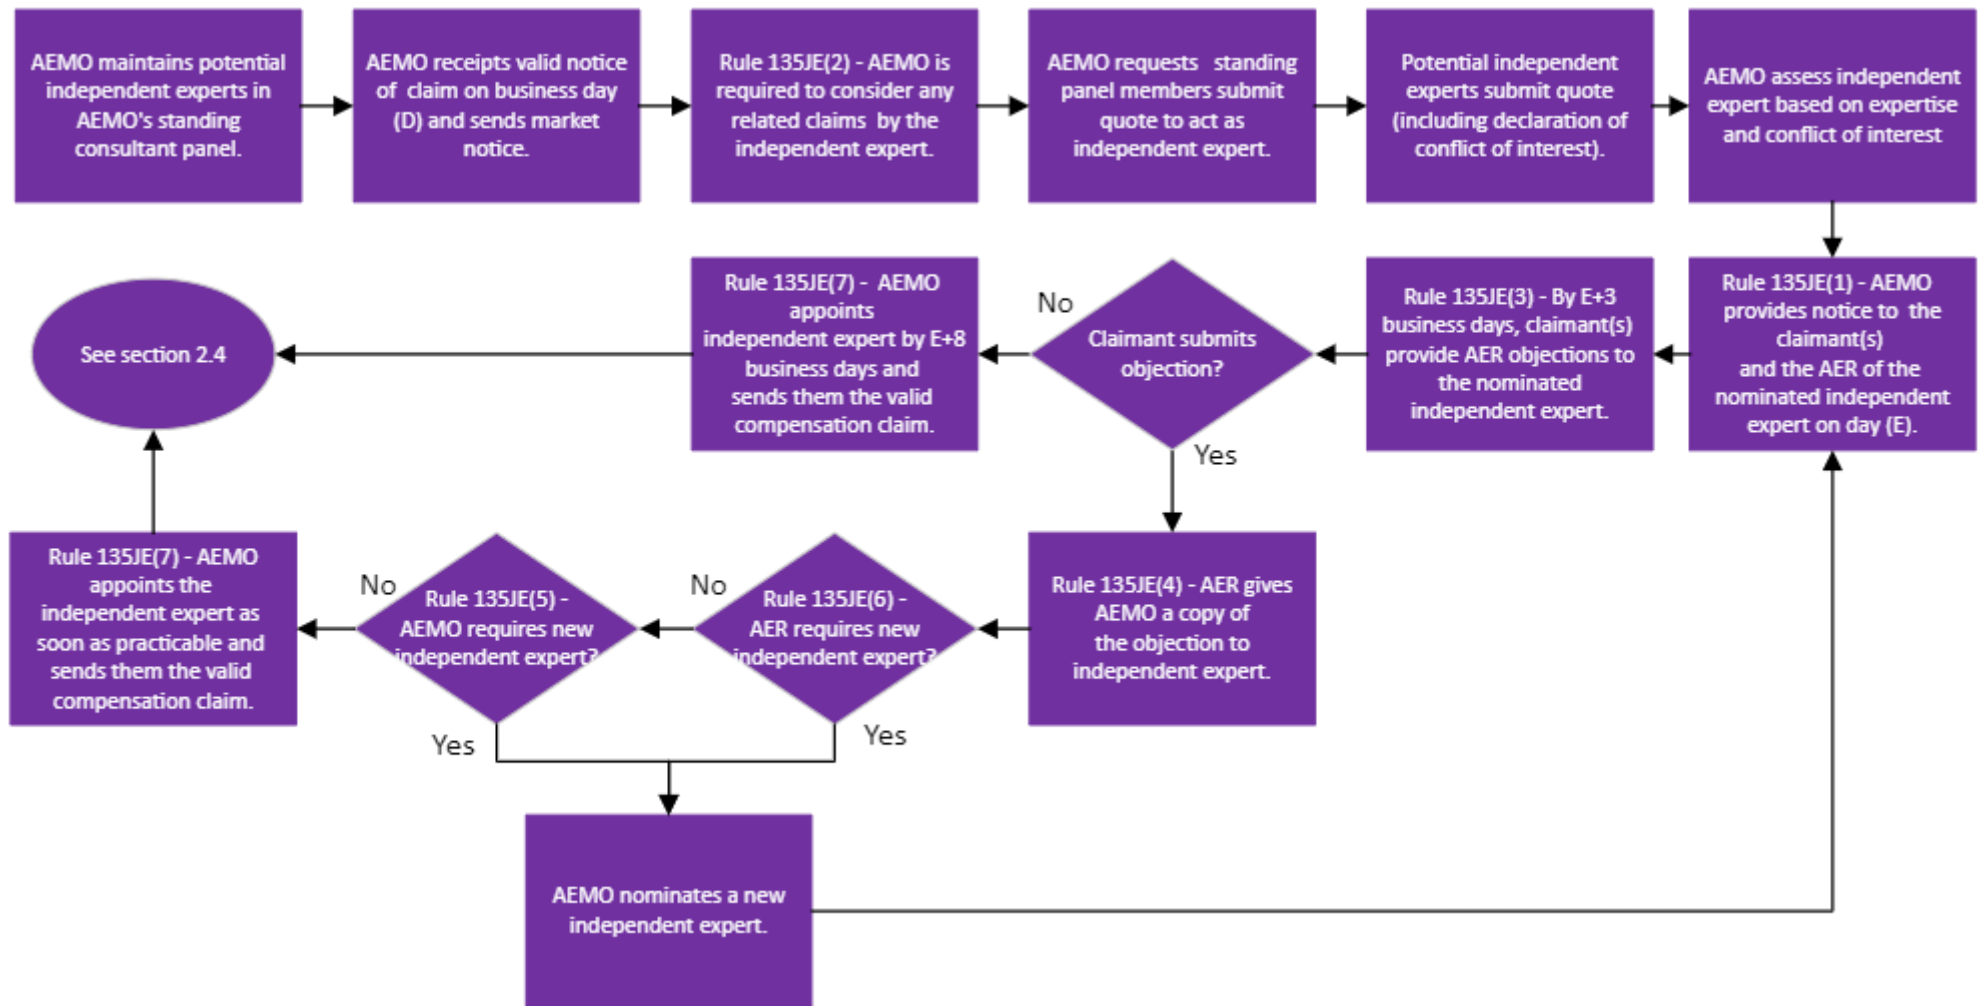 AEMO maintains potential
independent experts in
AEMO's standing
consultant panel.
AEMO receipts valid notice
of claim on business day
(D) and sends market
notice.
Rule 135JE(2) - AEMO is
required to consider any
related claims by the
independent expert.
AEMO requests standing
panel members submit
quote to act as
independent expert.
Potential independent
experts submit quote
(including declaration of
conflict of interest).
AEMO assess independent
expert based on expertise
and conflict of interest
Rule 135JE(1) - AEMO
provides notice to the
claimant(s)
and the AER of the
nominated independent
expert on day (E).
Rule 135JE(3) - By E+3
business days, claimant(s)
provide AER objections to
the nominated
independent expert.
Claimant submits
objection?
No
Yes
Rule 135JE(7) - AEMO
appoints
independent expert by E+8
business days and
sends them the valid
compensation claim.
See section 2.4
Rule 135JE(4) - AER gives
AEMO a copy of
the objection to
independent expert.
Rule 135JE(6) -
AER requires new
independent expert?
No
Yes
Rule 135JE(5) -
AEMO requires new
independent expert?
No
Yes
Rule 135JE(7) - AEMO
appoints the
independent expert as
soon as practicable and
sends them the valid
compensation claim.
AEMO nominates a new
independent expert.